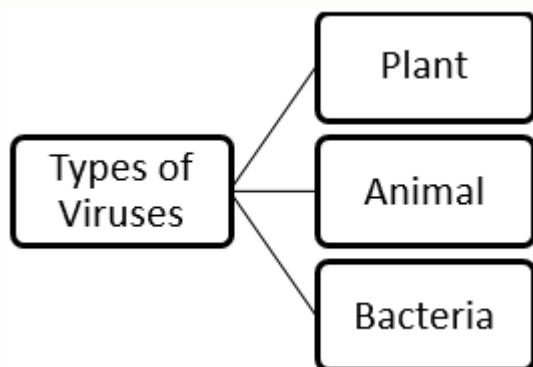 Types of
Viruses
Plant
Animal
Bacteria